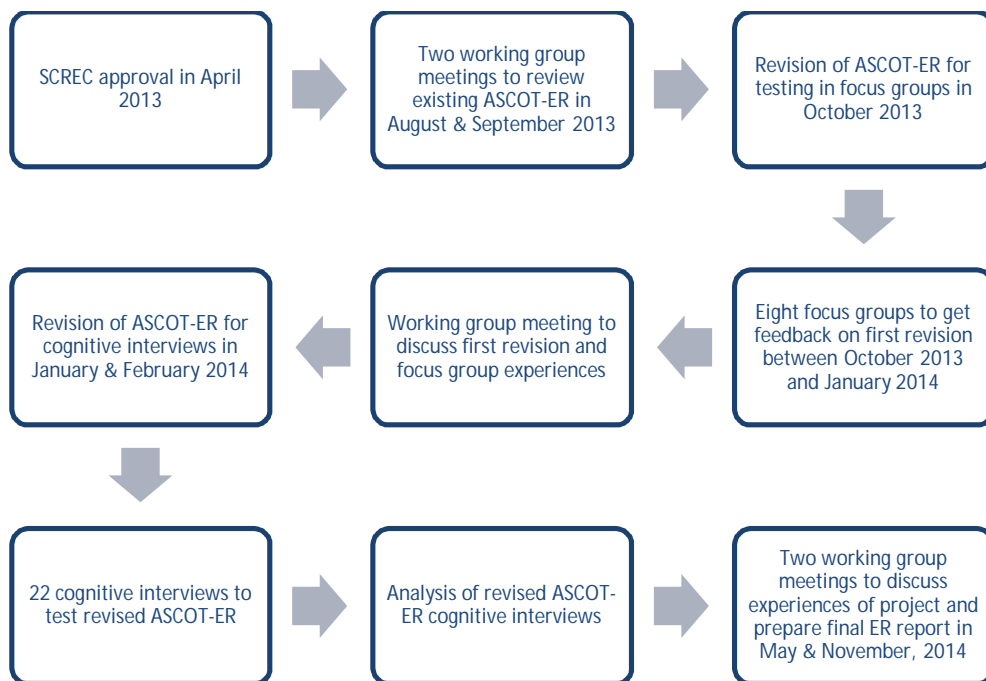 SCREC approval in April
2013
Two working group
meetings to review
existing ASCOT-ER in
August & September 2013
Revision of ASCOT-ER for
testing in focus groups in
October 2013
Eight focus groups to get
feedback on first revision
between October 2013
and January 2014
Working group meeting to
discuss first revision and
focus group experiences
Revision of ASCOT-ER for
cognitive interviews in
January & February 2014
22 cognitive interviews to
test revised ASCOT-ER
Analysis of revised ASCOT-
ER cognitive interviews
Two working group
meetings to discuss
experiences of project and
prepare final ER report in
May & November, 2014